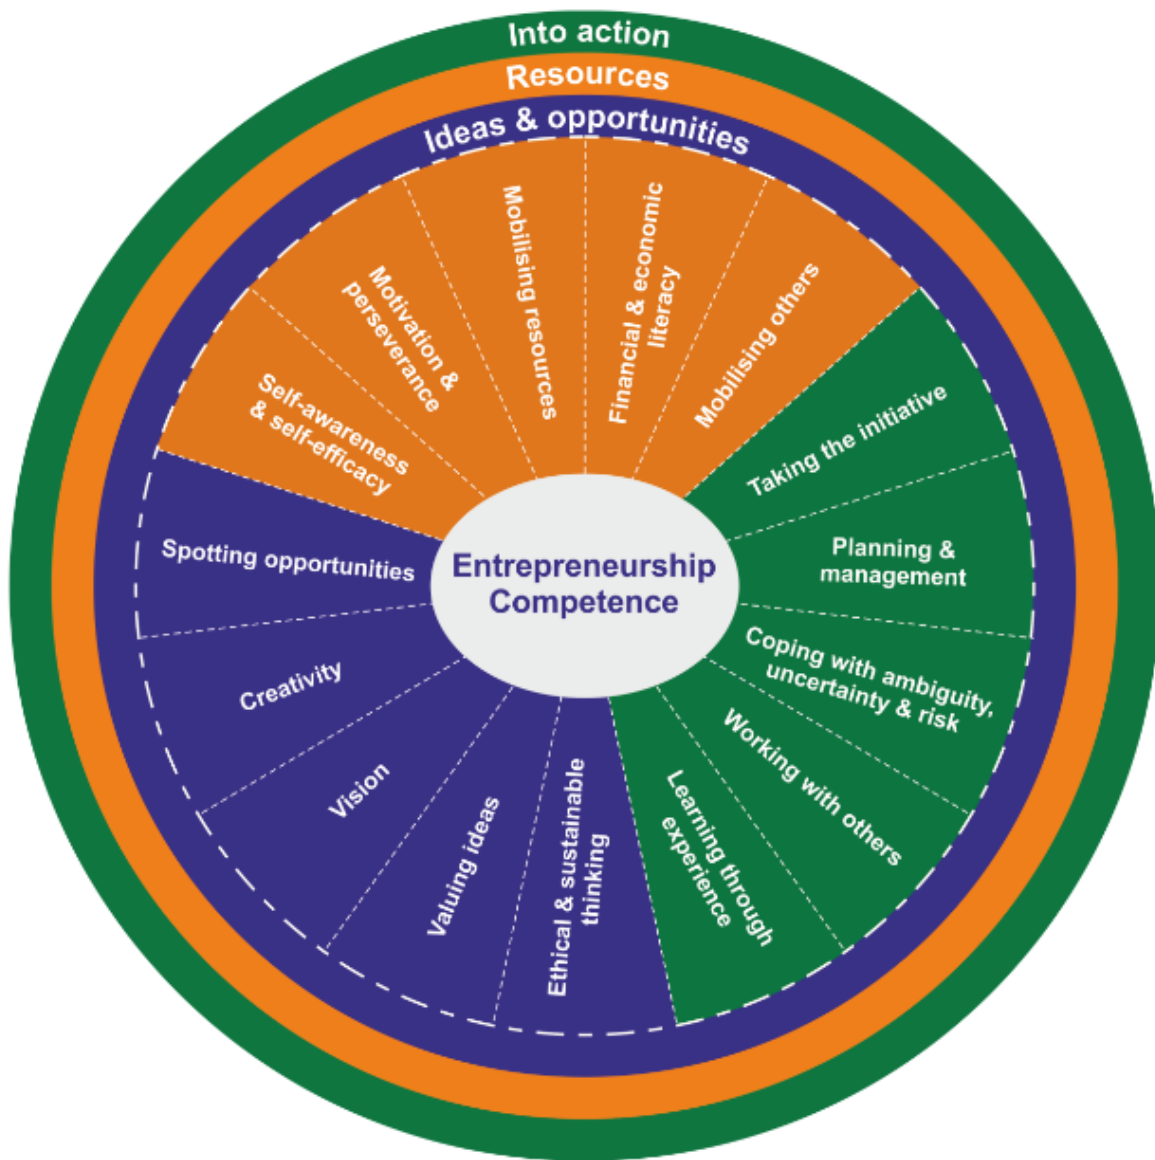 Into action
Resources
Ideas & opportunities
Self-awareness
& self-efficacy
Motivation &
perseverance
Mobilising resources
Financial & economic
literacy
Mobilising others
Taking the initiative
Planning &
management
Coping with ambiguity,
uncertainty & risk
Working with others
Learning through
experience
Ethical & sustainable
thinking
Valuing ideas
Vision
Creativity
Spotting opportunities
Entrepreneurship
Competence